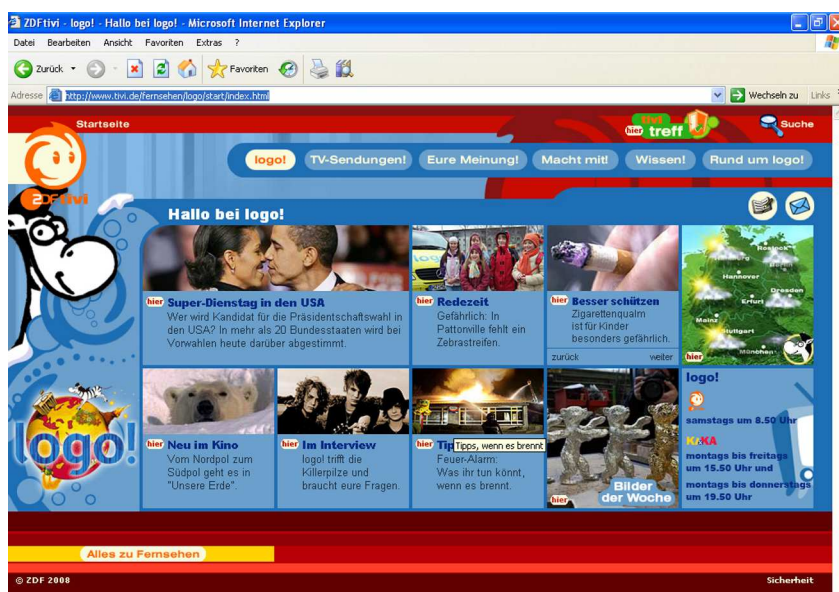 ZDFtivi - logo! - Hallo bei logo! - Microsoft Internet Explorer
Datei Bearbeiten Ansicht Favoriten Extras ?
Zurück Favoriten
Adresse http://www.tivi.de/fernsehen/logo/start/index.html Wechseln zu Links
Startseite
tivi
hier treff
Suche
logo! TV-Sendungen! Eure Meinung! Macht mit! Wissen! Rund um logo!
ZDFtivi
Hallo bei logo!
hier Super-Dienstag in den USA
Wer wird Kandidat für die Präsidentschaftswahl in
den USA? In mehr als 20 Bundesstaaten wird bei
Vorwahlen heute darüber abgestimmt.
hier Redezeit
Gefährlich: In
Pattonville fehlt ein
Zebrastreifen.
hier Besser schützen
Zigarettenqualm
ist für Kinder
besonders gefährlich.
zurück weiter
Rostock
Hamburg
Hannover
Dresden
Erfurt
Mainz
Stuttgart
München
hier
logo!
hier Neu im Kino
Vom Nordpol zum
Südpol geht es in
"Unsere Erde".
hier Im Interview
logo! trifft die
Killerpilze und
braucht eure Fragen.
hier Tip
Tipps, wenn es brennt
Feuer-Alarm:
Was ihr tun könnt,
wenn es brennt.
hier Bilder
der Woche
logo!
samstags um 8.50 Uhr
KI.KA
montags bis freitags
um 15.50 Uhr und
montags bis donnerstags
um 19.50 Uhr
Alles zu Fernsehen
© ZDF 2008 Sicherheit